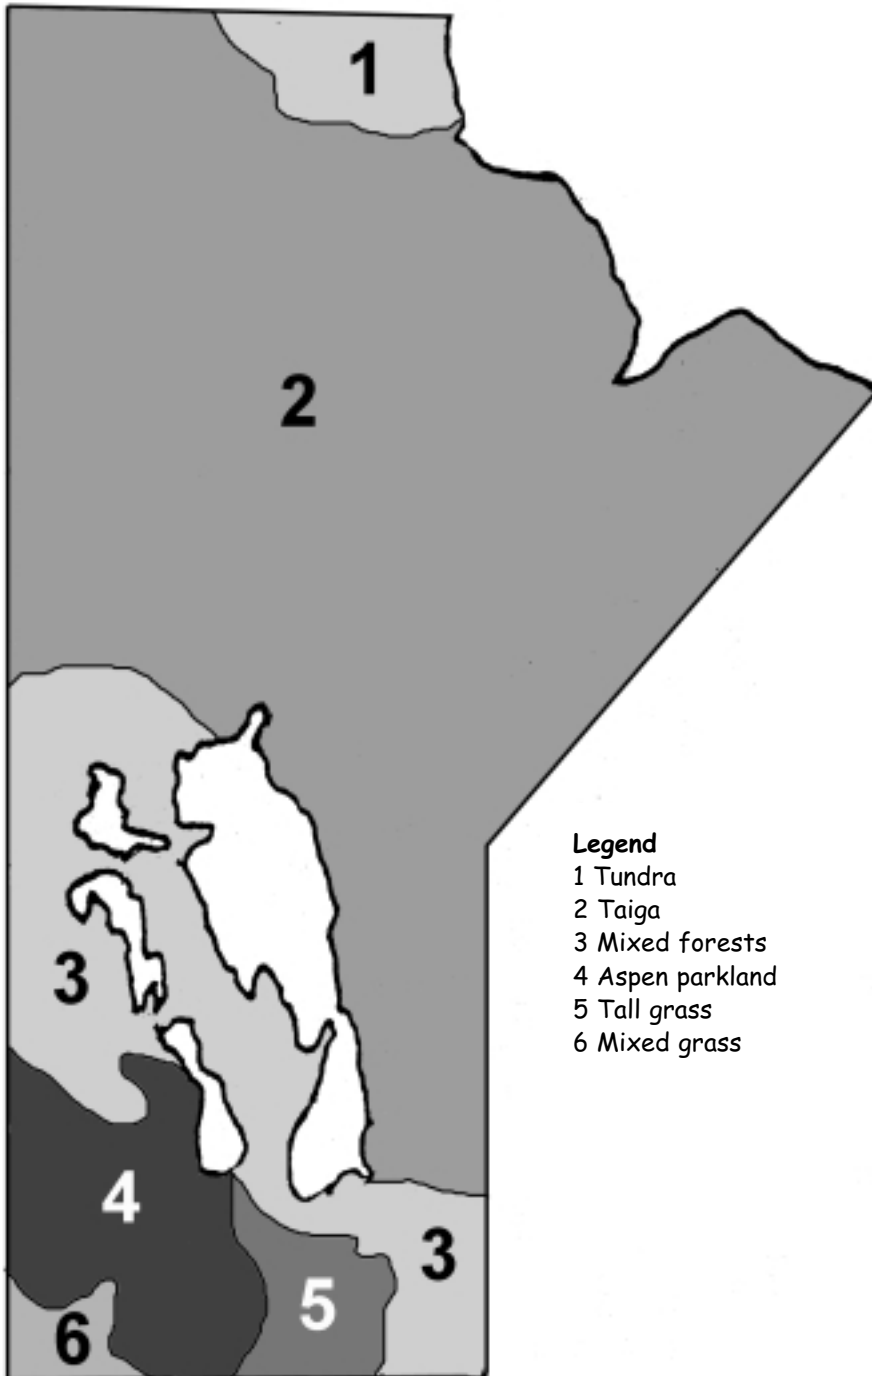 1
2
3
4
3
5
6
Legend
1 Tundra
2 Taiga
3 Mixed forests
4 Aspen parkland
5 Tall grass
6 Mixed grass